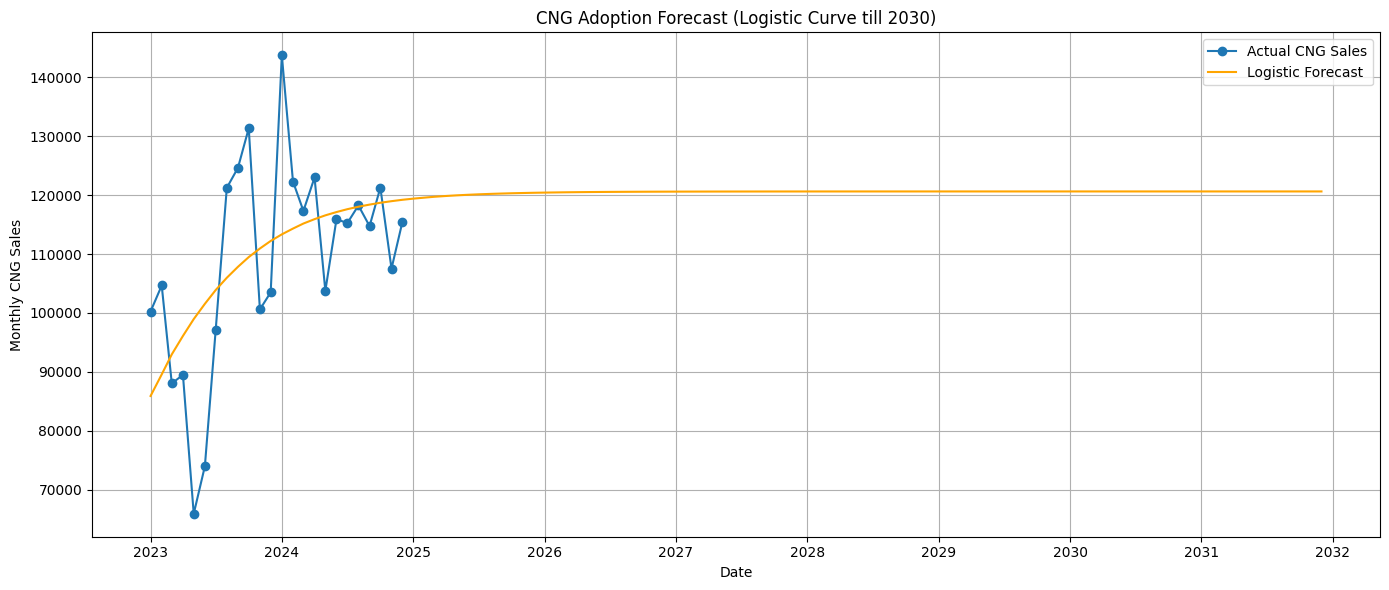 CNG Adoption Forecast (Logistic Curve till 2030)
Actual CNG Sales
Logistic Forecast
Monthly CNG Sales
140000
130000
120000
110000
100000
90000
80000
70000
2023 2024 2025 2026 2027 2028 2029 2030 2031 2032
Date